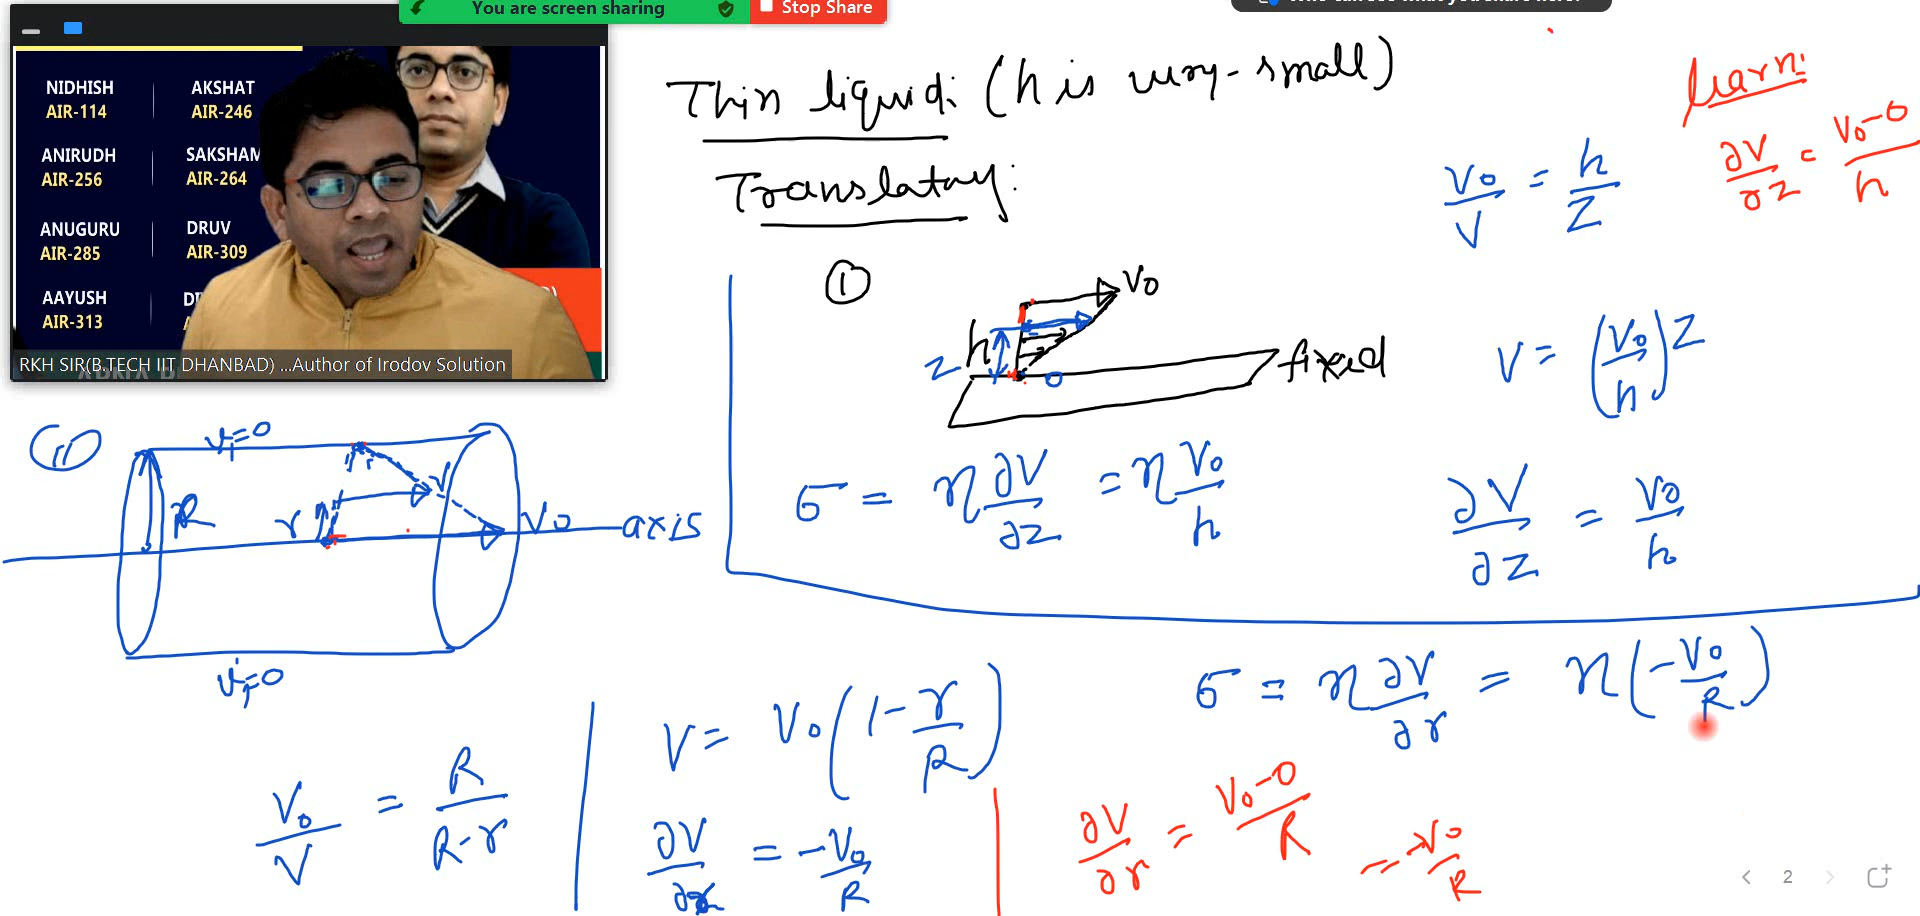 You are screen sharing
Stop Share
NIDHISH
AIR-114
AKSHAT
AIR-246
ANIRUDH
AIR-256
SAKSHAM
AIR-264
ANUGURU
AIR-285
DRUV
AIR-309
AAYUSH
AIR-313
RKH SIR(B.TECH IIT DHANBAD) ...Author of Irodov Solution
Thin liquid: (h is very-small)
Translatory:
learn:
∂V/∂z = V₀-0/h
V₀/V = h/Z
①
V₀
h
Z
0
fixed
V = (V₀/h) Z
σ = η ∂V/∂z = η V₀/h
∂V/∂z = V₀/h
(ii)
V₁=0
R
r
V
V₀
axis
V₁=0
V₀/V = R/R-r
V = V₀(1-r/R)
∂V/∂r = -V₀/R
σ = η ∂V/∂r = η(-V₀/R)
∂V/∂r = V₀-0/R = -V₀/R
2